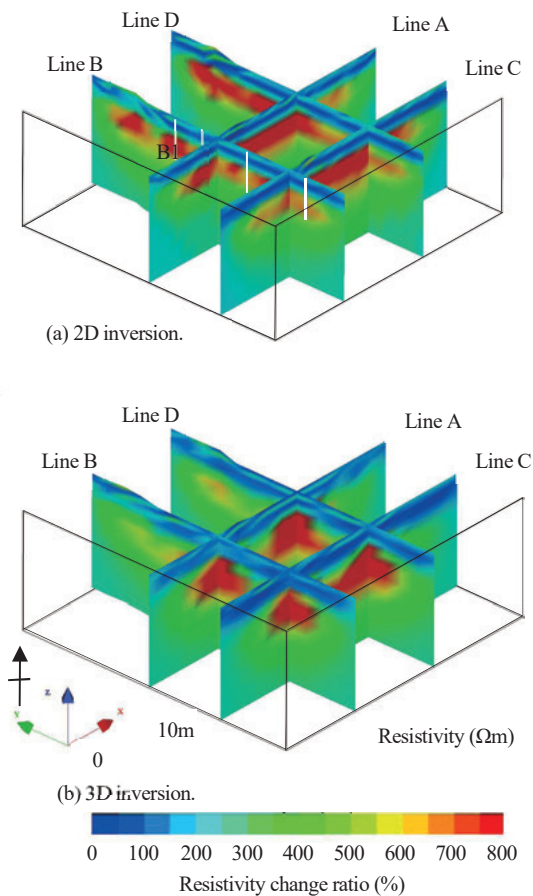 Line D
Line A
Line B
Line C
B1
(a) 2D inversion.
Line D
Line A
Line B
Line C
z
y
x
10m
0
Resistivity (Ωm)
(b) 3D inversion.
0 100 200 300 400 500 600 700 800
Resistivity change ratio (%)